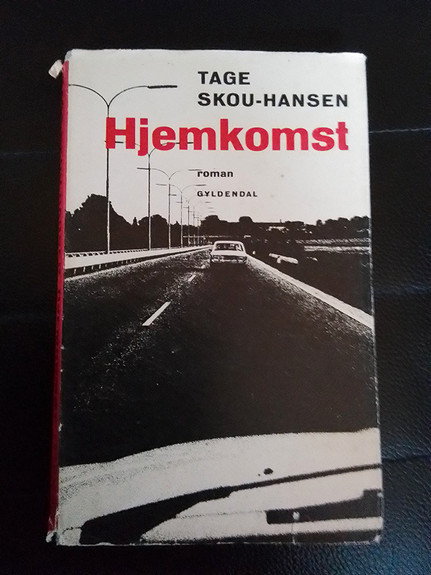 TAGE
SKOU-HANSEN
Hjemkomst
roman
GYLDENDAL